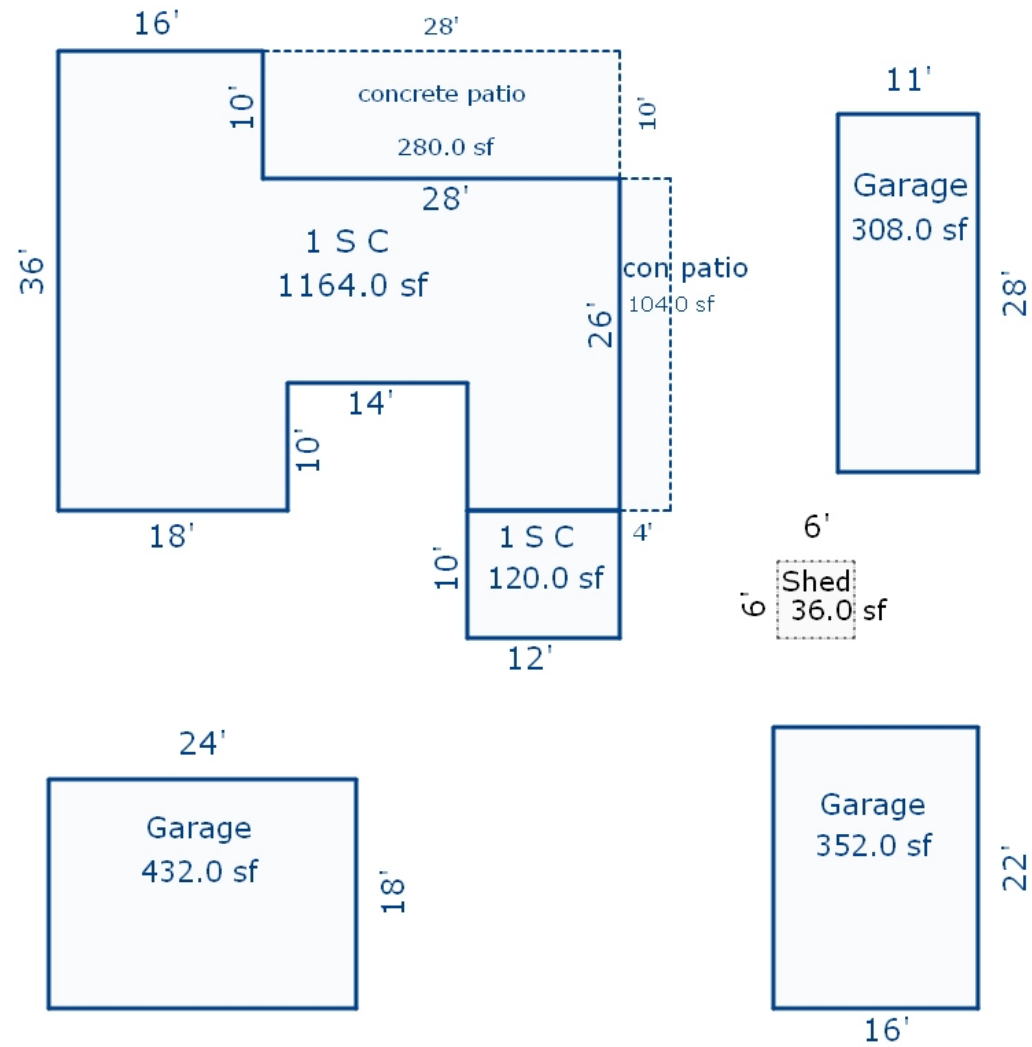 16'
28'
10'
concrete patio
280.0 sf
10'
28'
36'
1 S C
1164.0 sf
con patio
104.0 sf
26'
14'
10'
18'
1 S C
120.0 sf
4'
10'
12'
11'
Garage
308.0 sf
28'
6'
6'
Shed
36.0 sf
24'
Garage
432.0 sf
18'
Garage
352.0 sf
22'
16'